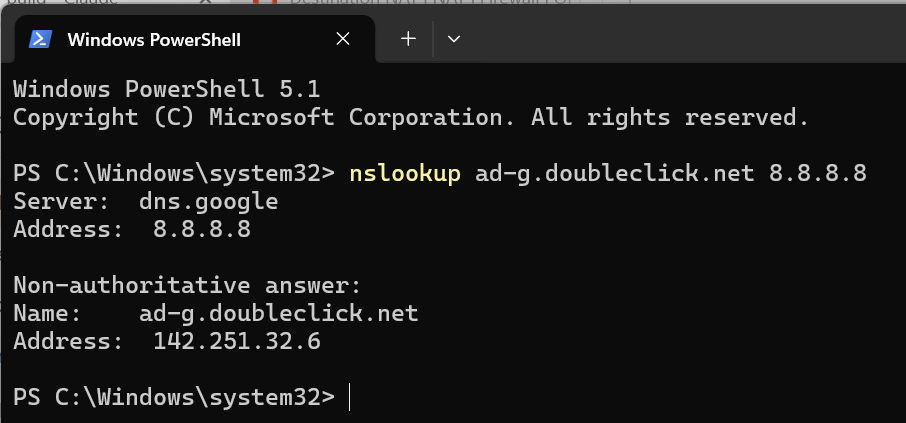 Windows PowerShell
Windows PowerShell 5.1
Copyright (C) Microsoft Corporation. All rights reserved.
PS C:\Windows\system32> nslookup ad-g.doubleclick.net 8.8.8.8
Server:  dns.google
Address:  8.8.8.8
Non-authoritative answer:
Name:    ad-g.doubleclick.net
Address:  142.251.32.6
PS C:\Windows\system32>